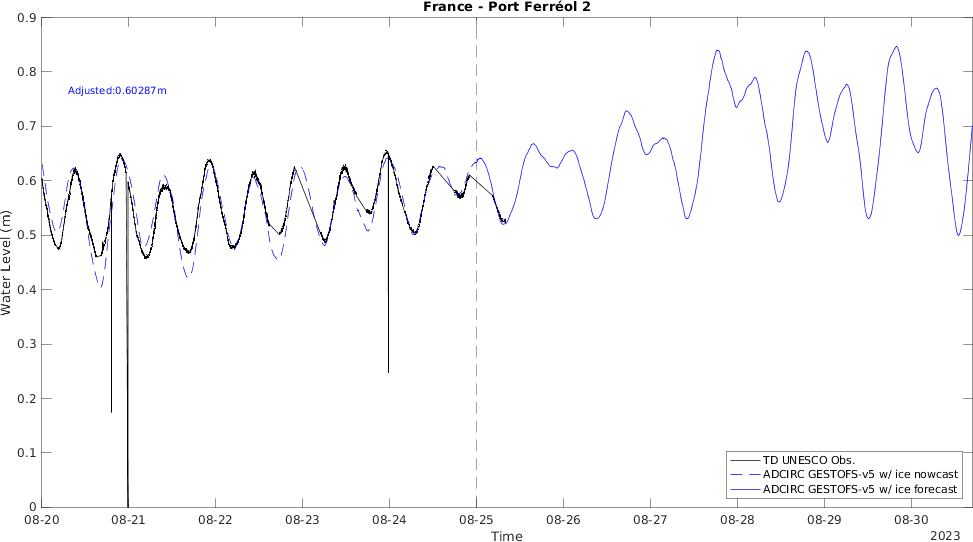 France - Port Ferréol 2
0.9
0.8
0.7
0.6
0.5
0.4
0.3
0.2
0.1
0
Water Level (m)
Adjusted:0.60287m
TD UNESCO Obs.
ADCIRC GESTOFS-v5 w/ ice nowcast
ADCIRC GESTOFS-v5 w/ ice forecast
08-20 08-21 08-22 08-23 08-24 08-25 08-26 08-27 08-28 08-29 08-30
Time
2023